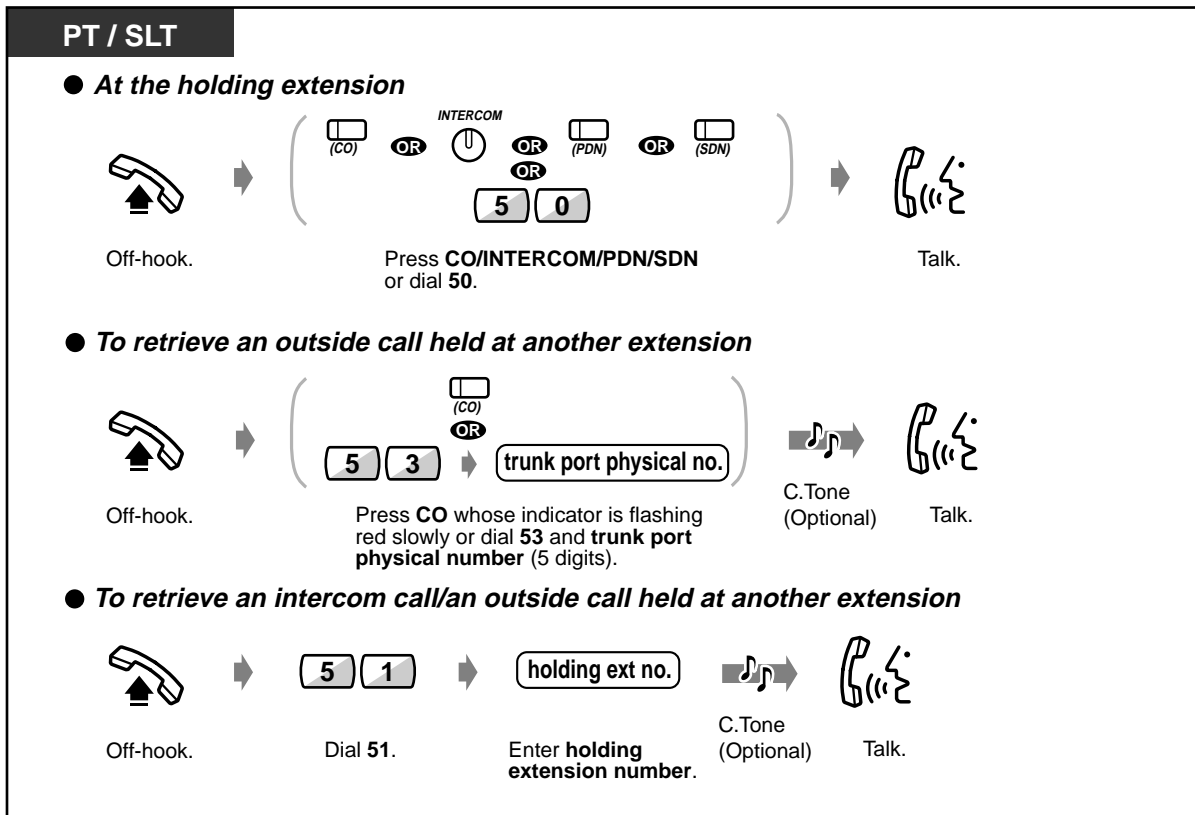 PT / SLT
● At the holding extension
INTERCOM
(CO) OR OR (PDN) OR (SDN)
OR
5 0
Off-hook.
Press CO/INTERCOM/PDN/SDN
or dial 50.
Talk.
● To retrieve an outside call held at another extension
(CO)
OR
5 3 trunk port physical no.
Off-hook.
Press CO whose indicator is flashing
red slowly or dial 53 and trunk port
physical number (5 digits).
C.Tone
(Optional)
Talk.
● To retrieve an intercom call/an outside call held at another extension
5 1 holding ext no.
Off-hook.
Dial 51.
Enter holding
extension number.
C.Tone
(Optional)
Talk.